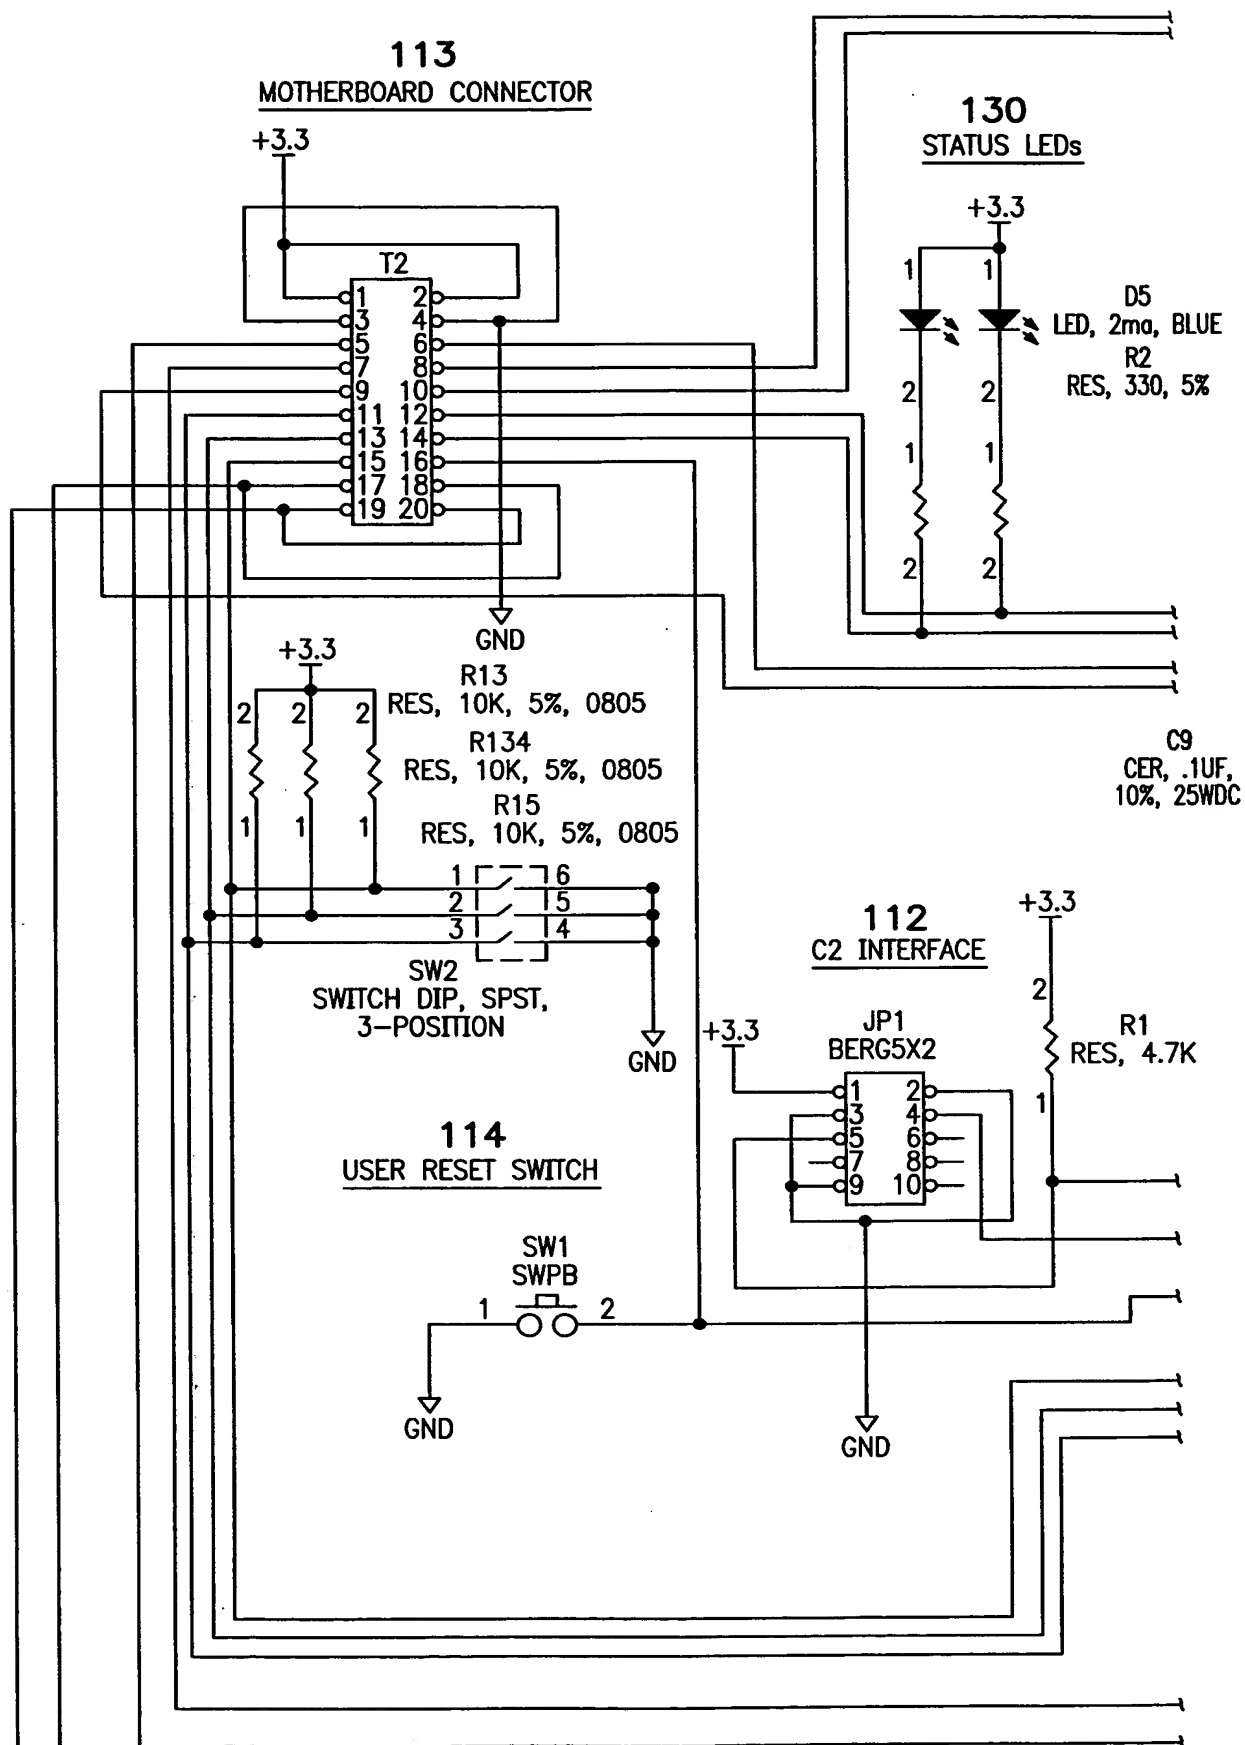 113
MOTHERBOARD CONNECTOR
+3.3
T2
1 2
3 4
5 6
7 8
9 10
11 12
13 14
15 16
17 18
19 20
GND
130
STATUS LEDs
+3.3
1 1
D5
LED, 2ma, BLUE
R2
RES, 330, 5%
2 2
1 1
2 2
+3.3
R13
RES, 10K, 5%, 0805
R134
RES, 10K, 5%, 0805
R15
RES, 10K, 5%, 0805
2 2 2
1 1 1
1 6
2 5
3 4
SW2
SWITCH DIP, SPST,
3-POSITION
GND
C9
CER, .1UF,
10%, 25WDC
112
C2 INTERFACE
+3.3
+3.3
JP1
BERG5X2
1 2
3 4
5 6
7 8
9 10
2
R1
RES, 4.7K
1
GND
114
USER RESET SWITCH
SW1
SWPB
1 2
GND